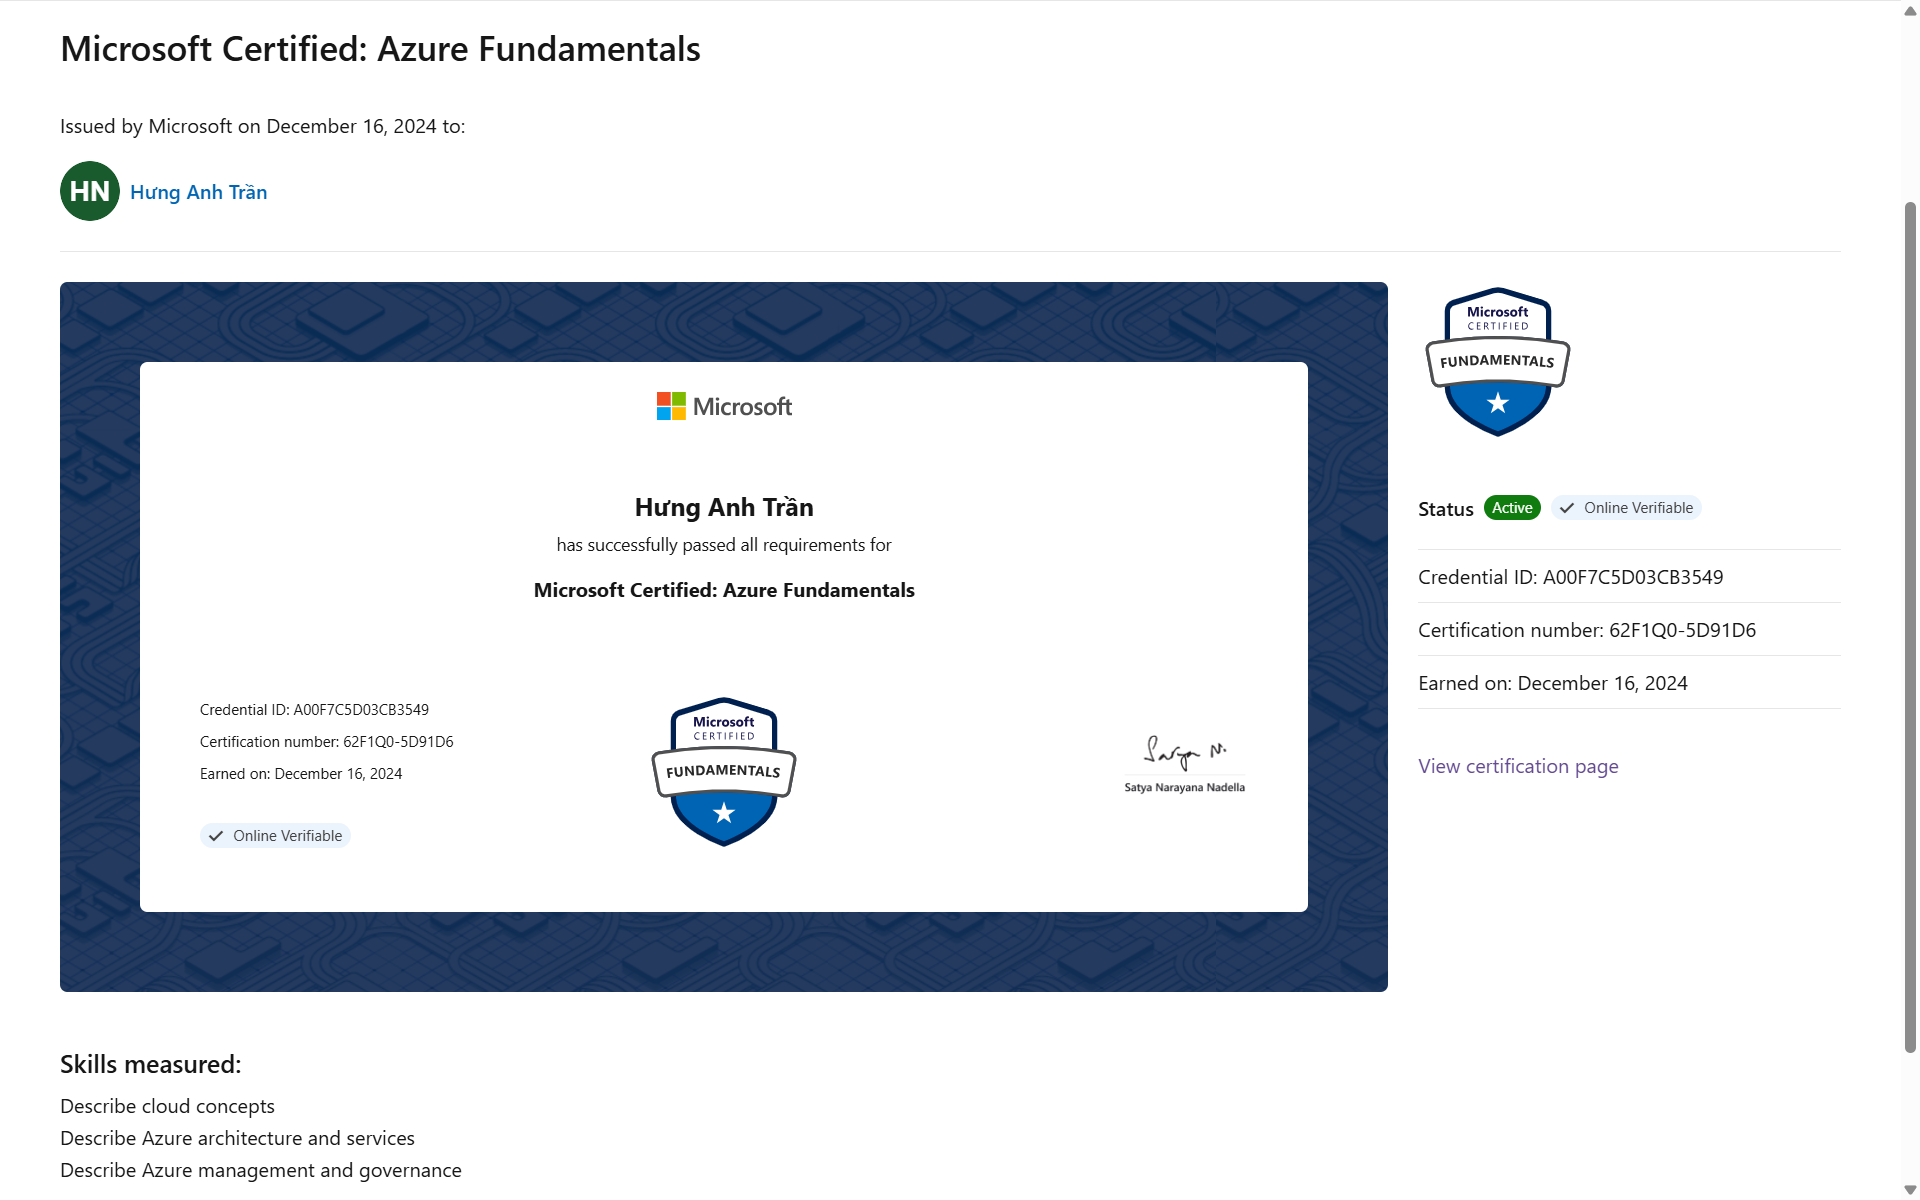 Microsoft Certified: Azure Fundamentals
Issued by Microsoft on December 16, 2024 to:
HN
Hưng Anh Trần
Microsoft
Hưng Anh Trần
has successfully passed all requirements for
Microsoft Certified: Azure Fundamentals
Credential ID: A00F7C5D03CB3549
Certification number: 62F1Q0-5D91D6
Earned on: December 16, 2024
Online Verifiable
Microsoft
CERTIFIED
FUNDAMENTALS
Satya N.
Satya Narayana Nadella
Microsoft
CERTIFIED
FUNDAMENTALS
Status Active Online Verifiable
Credential ID: A00F7C5D03CB3549
Certification number: 62F1Q0-5D91D6
Earned on: December 16, 2024
View certification page
Skills measured:
Describe cloud concepts
Describe Azure architecture and services
Describe Azure management and governance